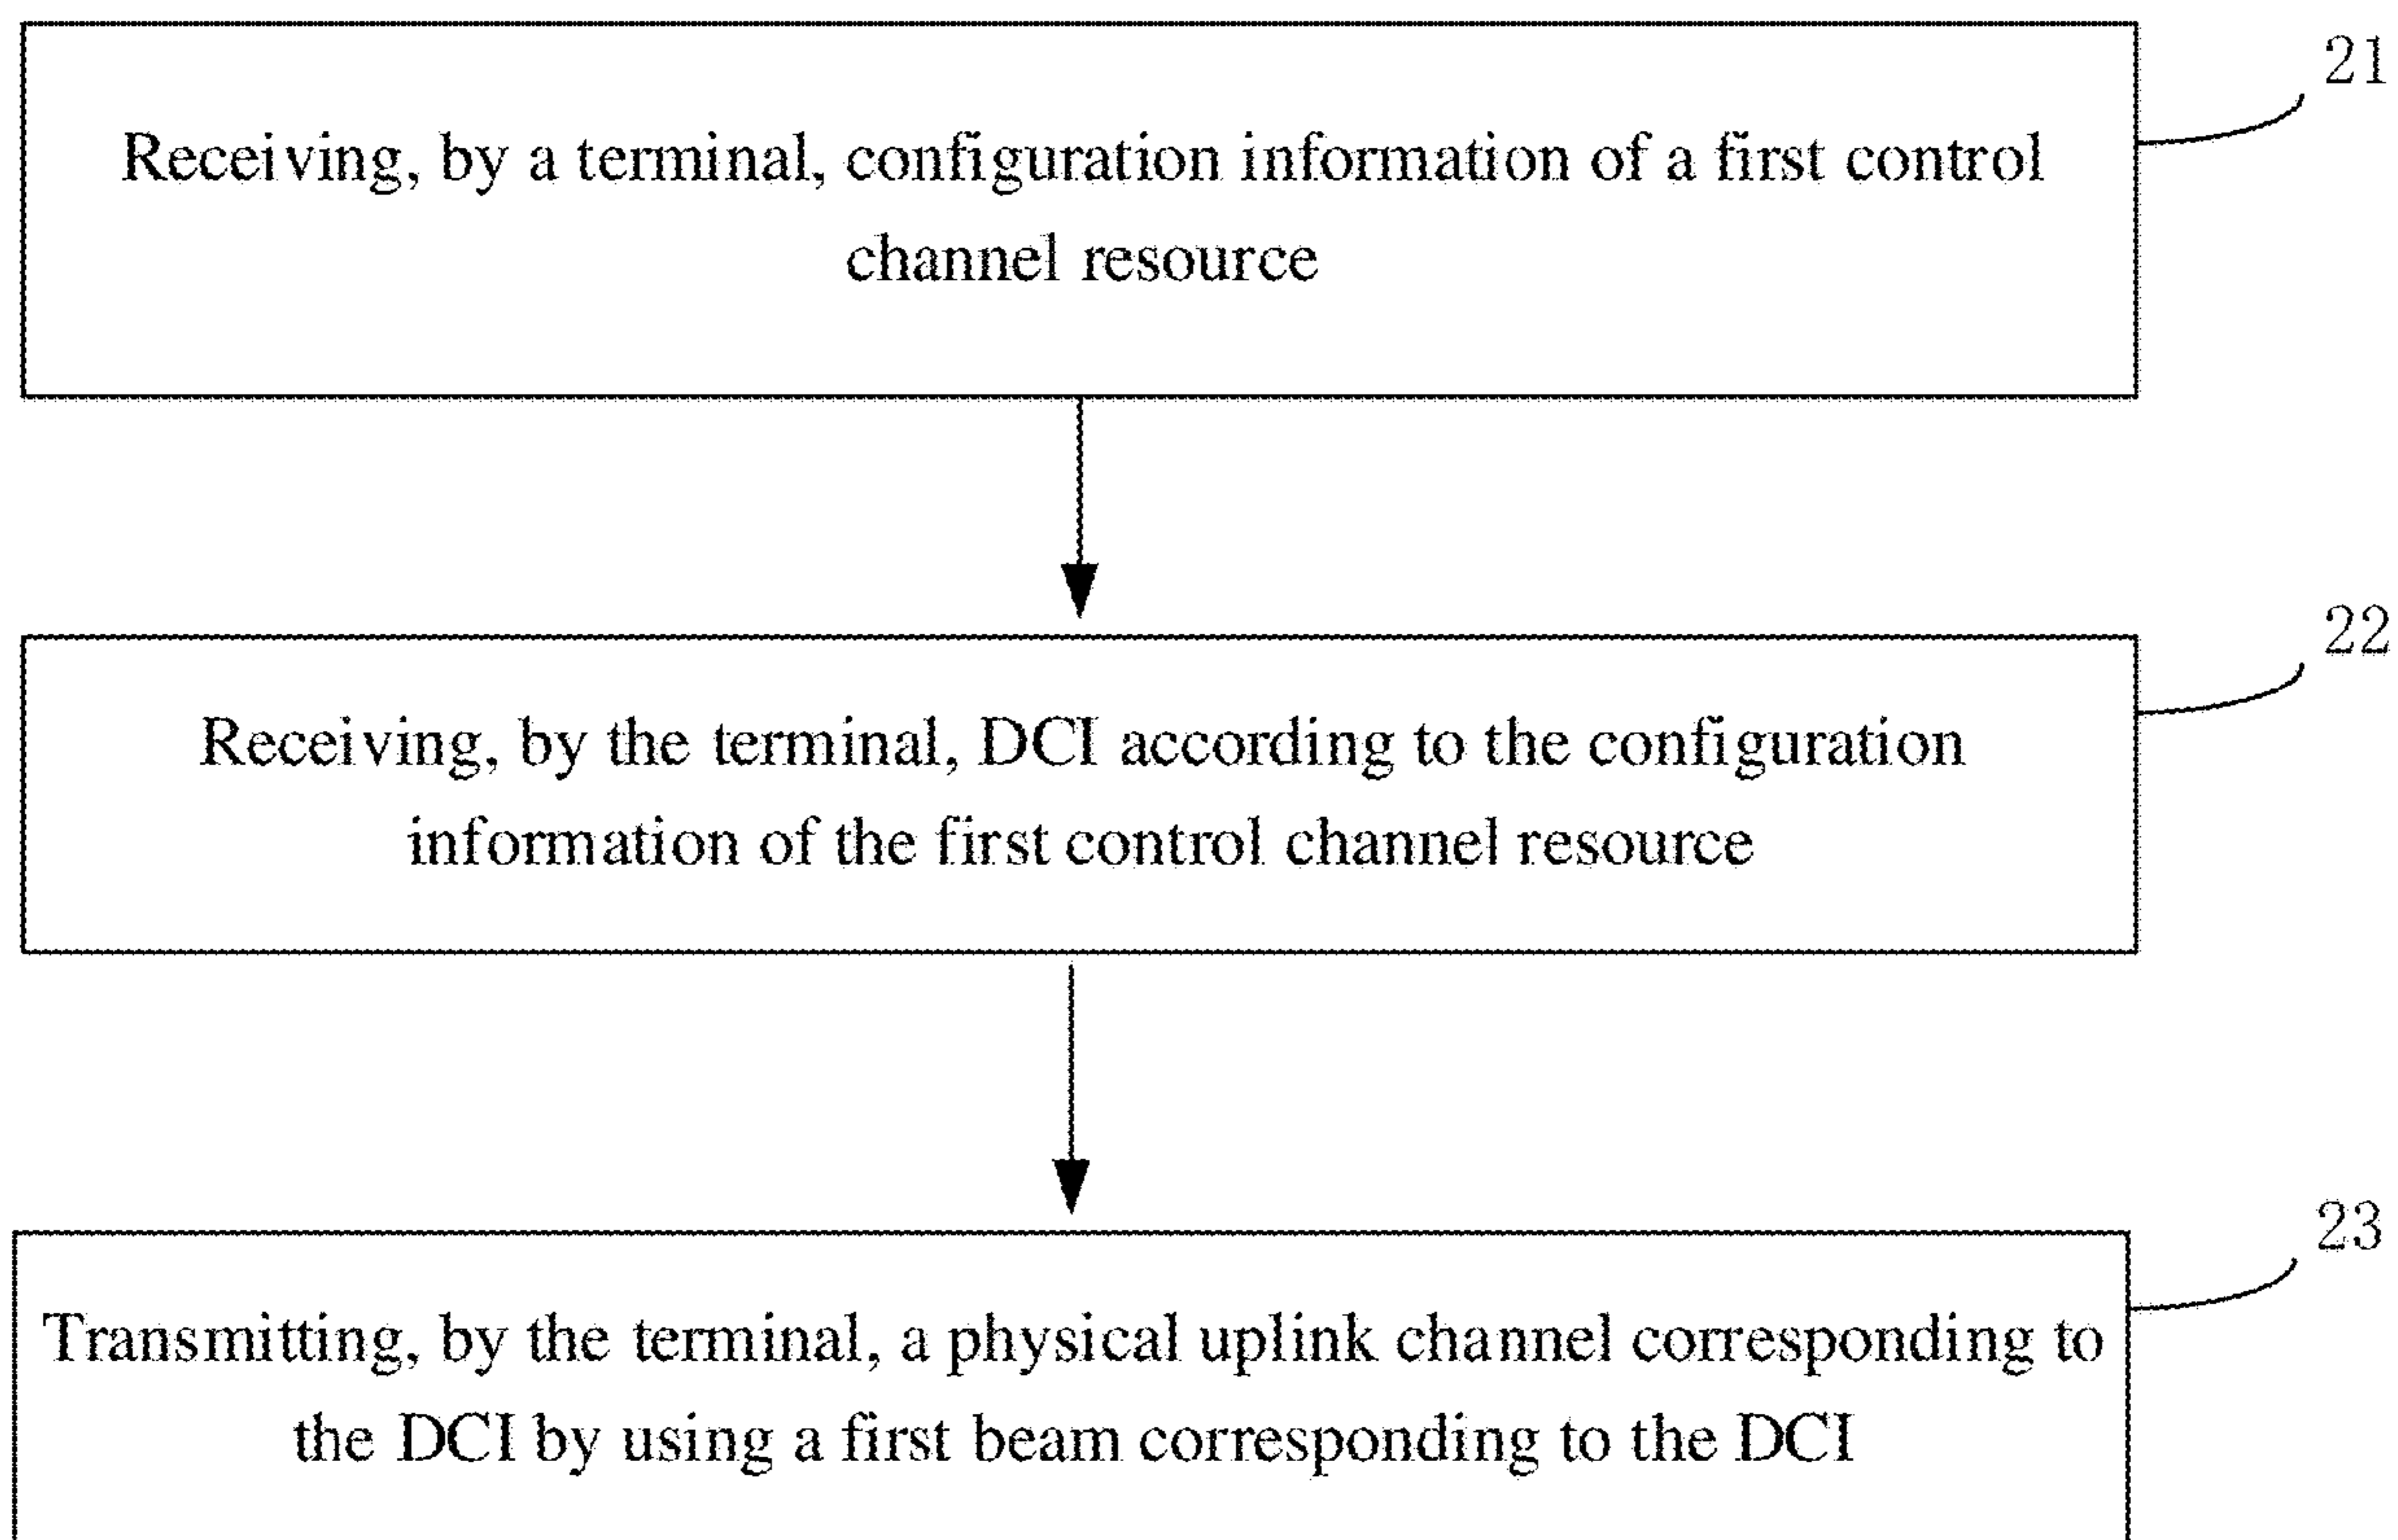 21
Receiving, by a terminal, configuration information of a first control
channel resource
22
Receiving, by the terminal, DCI according to the configuration
information of the first control channel resource
23
Transmitting, by the terminal, a physical uplink channel corresponding to
the DCI by using a first beam corresponding to the DCI